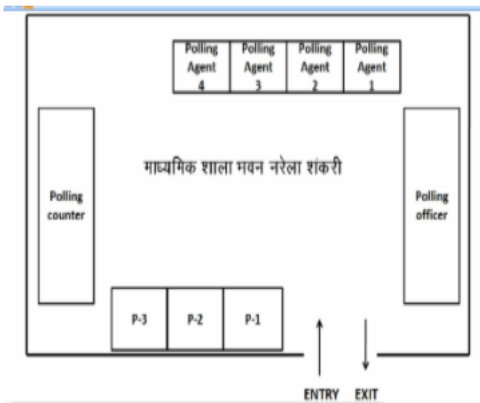 Polling Agent 4
Polling Agent 3
Polling Agent 2
Polling Agent 1
माध्यमिक शाला भवन नरेला शंकरी
Polling counter
Polling officer
P-3
P-2
P-1
ENTRY
EXIT